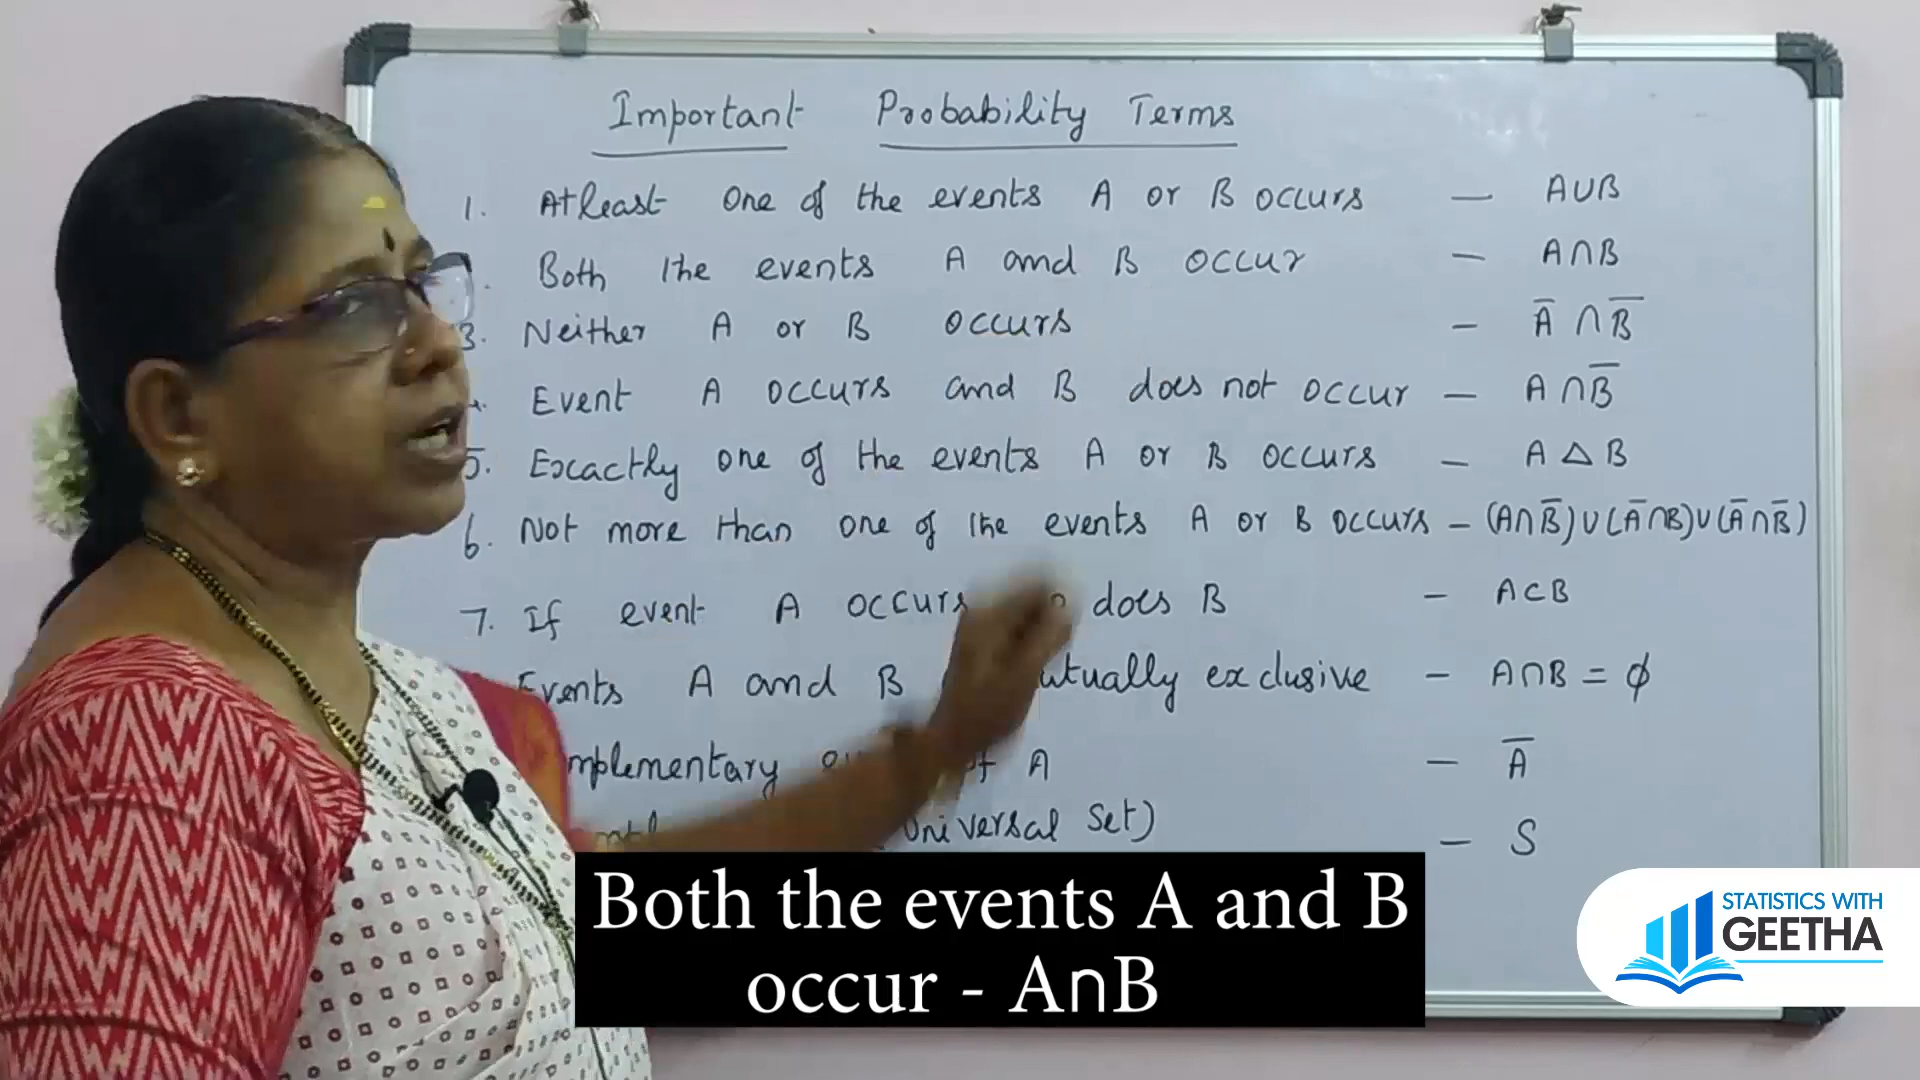 Important Probability Terms
1. Atleast one of the events A or B occurs – A∪B
Both the events A and B occur – A∩B
3. Neither A or B occurs – A̅ ∩ B̅
Event A occurs and B does not occur – A ∩ B̅
5. Exactly one of the events A or B occurs – A △ B
6. Not more than one of the events A or B occurs – (A∩B̅)∪(A̅∩B)∪(A̅∩B̅)
7. If event A occurs does B – A⊂B
Events A and B exclusive – A∩B = ϕ
of A – A̅
Set) – S
Both the events A and B
occur - A∩B
STATISTICS WITH
GEETHA